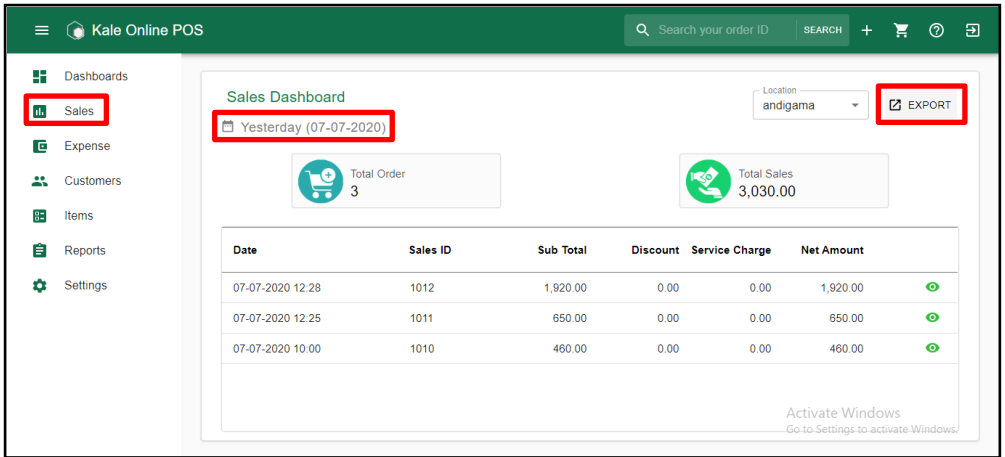 Kale Online POS
Search your order ID SEARCH
Dashboards
Sales
Expense
Customers
Items
Reports
Settings
Sales Dashboard
Yesterday (07-07-2020)
Location
andigama
EXPORT
Total Order
3
Total Sales
3,030.00
Date Sales ID Sub Total Discount Service Charge Net Amount
07-07-2020 12:28 1012 1,920.00 0.00 0.00 1,920.00
07-07-2020 12:25 1011 650.00 0.00 0.00 650.00
07-07-2020 10:00 1010 460.00 0.00 0.00 460.00
Activate Windows
Go to Settings to activate Windows.